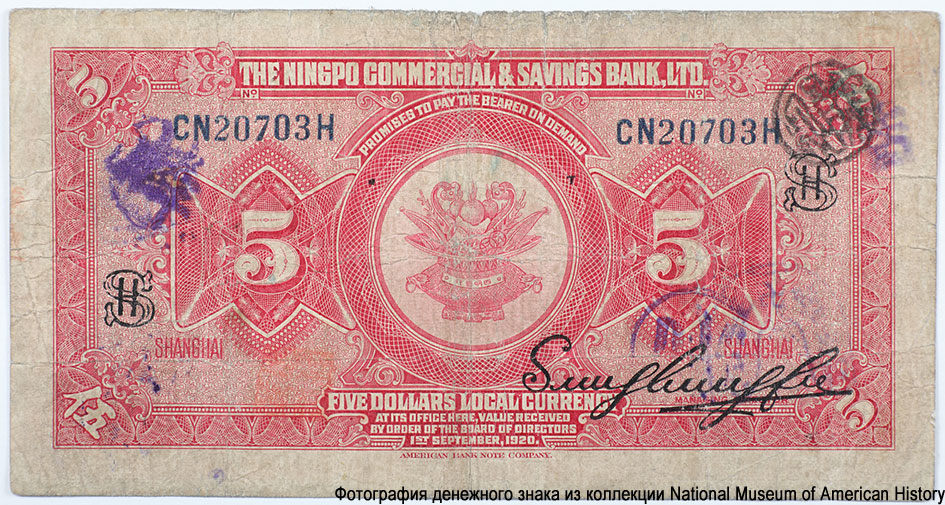 5
THE NINGPO COMMERCIAL & SAVINGS BANK, LTD.
Nº Nº
PROMISES TO PAY THE BEARER ON DEMAND
CN20703H CN20703H
5 5
SHANGHAI SHANGHAI
FIVE DOLLARS LOCAL CURRENCY
伍 5
AT ITS OFFICE HERE, VALUE RECEIVED
BY ORDER OF THE BOARD OF DIRECTORS
1ST SEPTEMBER, 1920.
AMERICAN BANK NOTE COMPANY.
Фотография денежного знака из коллекции National Museum of American History